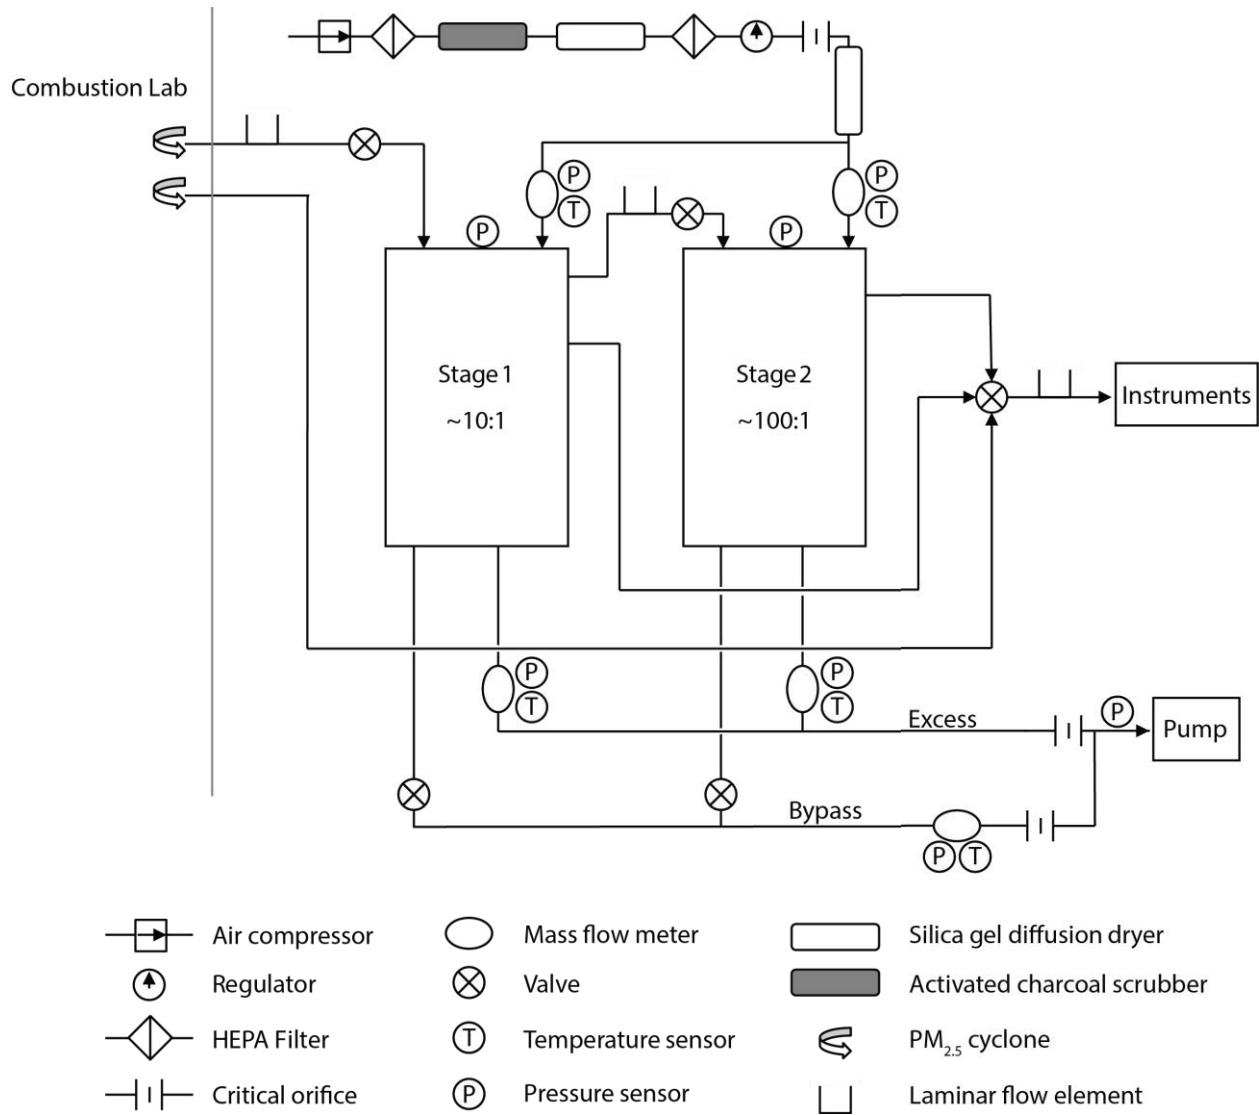 Combustion Lab
P
T
P
T
P
P
Stage 1
~10:1
Stage 2
~100:1
Instruments
P
T
P
T
Excess
P
Pump
Bypass
P
T
Air compressor
Mass flow meter
Silica gel diffusion dryer
Regulator
Valve
Activated charcoal scrubber
HEPA Filter
T
Temperature sensor
PM2.5 cyclone
Critical orifice
P
Pressure sensor
Laminar flow element